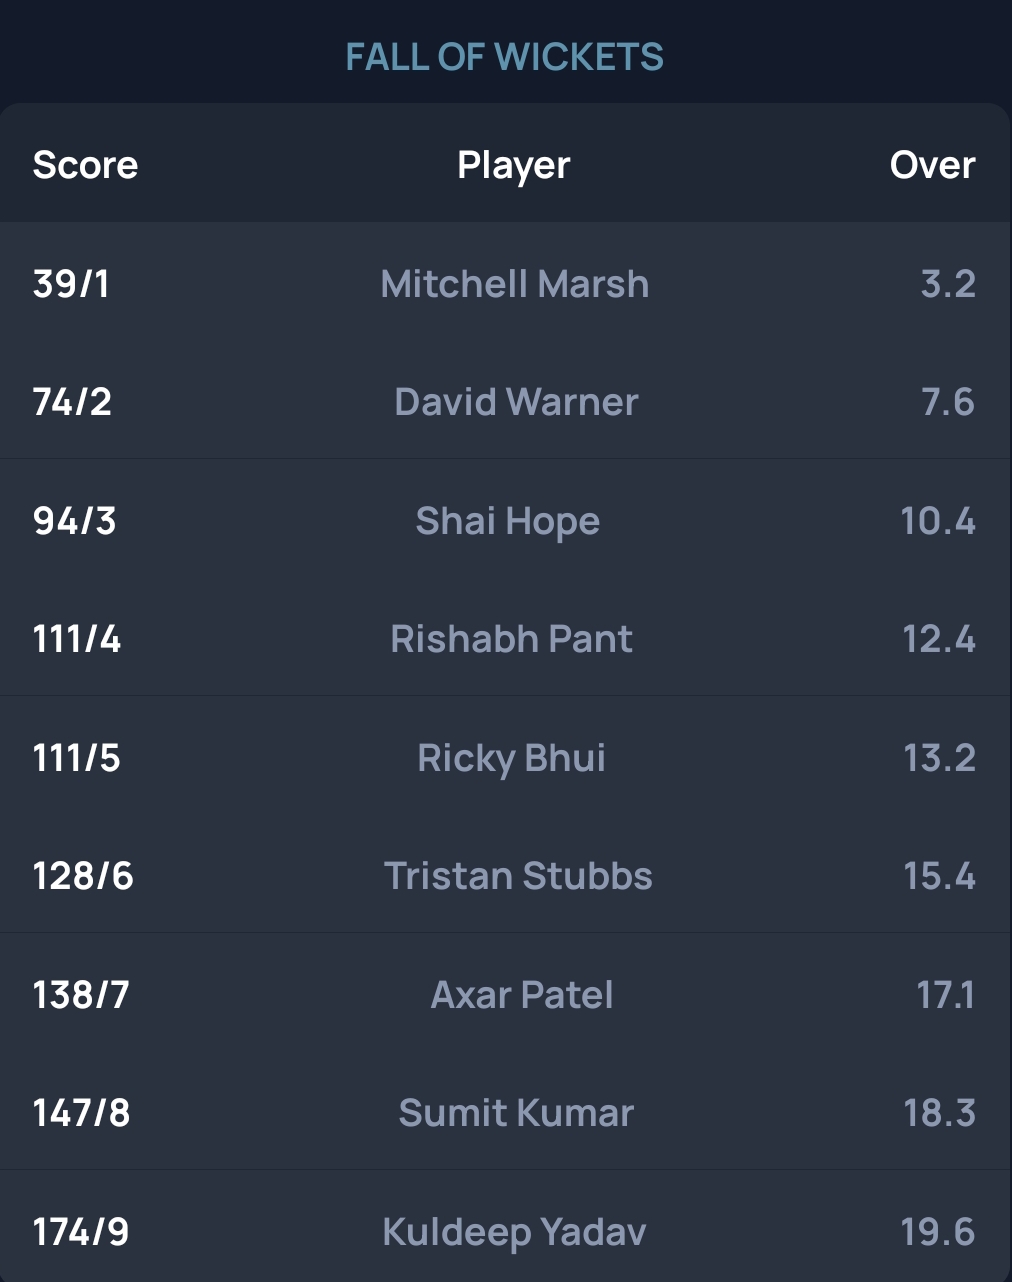 FALL OF WICKETS
Score Player Over
39/1 Mitchell Marsh 3.2
74/2 David Warner 7.6
94/3 Shai Hope 10.4
111/4 Rishabh Pant 12.4
111/5 Ricky Bhui 13.2
128/6 Tristan Stubbs 15.4
138/7 Axar Patel 17.1
147/8 Sumit Kumar 18.3
174/9 Kuldeep Yadav 19.6